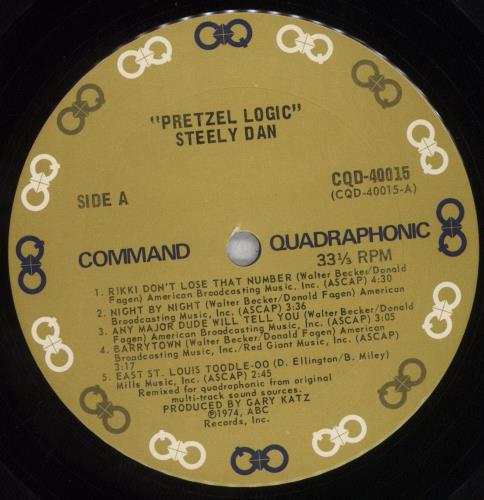 "PRETZEL LOGIC"
STEELY DAN
SIDE A
CQD-40015
(CQD-40015-A)
COMMAND QUADRAPHONIC
33⅓ RPM
1. RIKKI DON'T LOSE THAT NUMBER (Walter Becker/Donald
Fagen) American Broadcasting Music, Inc. (ASCAP) 4:30
2. NIGHT BY NIGHT (Walter Becker/Donald Fagen) American
Broadcasting Music, Inc. (ASCAP) 3:36
3. ANY MAJOR DUDE WILL TELL YOU (Walter Becker/Donald
Fagen) American Broadcasting Music, Inc. (ASCAP) 3:05
4. BARRYTOWN (Walter Becker/Donald Fagen) American
Broadcasting Music, Inc./Red Giant Music, Inc. (ASCAP)
3:17
5. EAST ST. LOUIS TOODLE-OO (D. Ellington/B. Miley)
Mills Music, Inc. (ASCAP) 2:45
Remixed for quadraphonic from original
multi-track sound sources.
PRODUCED BY GARY KATZ
℗1974, ABC
Records, Inc.